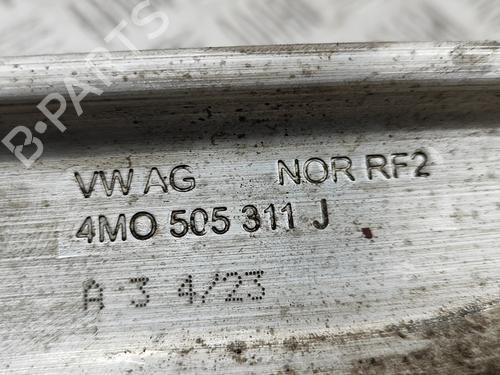 B-PARTS
VW AG NOR RF2
4M0 505 311 J
A 3 4/23